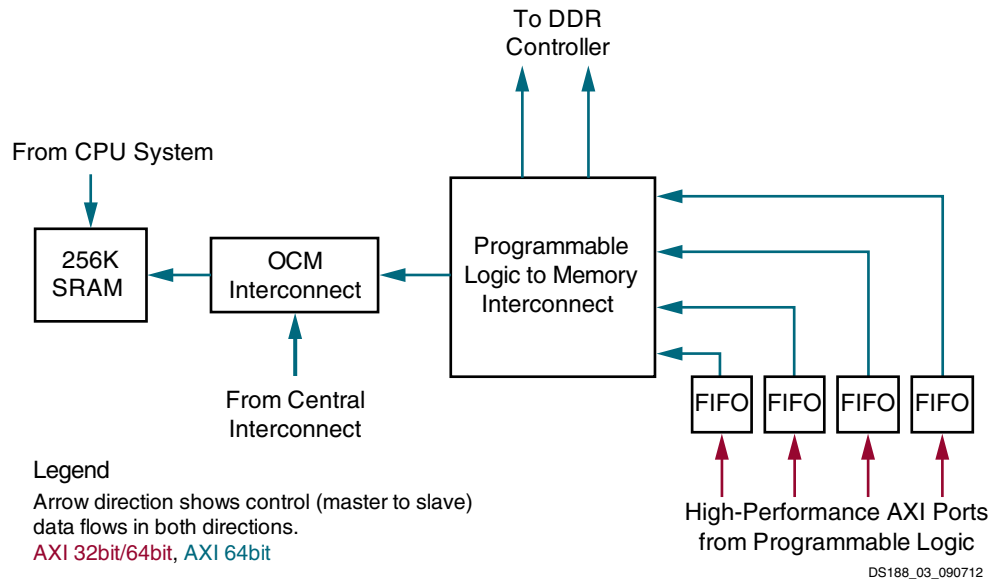 To DDR
Controller
From CPU System
256K
SRAM
OCM
Interconnect
Programmable
Logic to Memory
Interconnect
FIFO
FIFO
FIFO
FIFO
From Central
Interconnect
Legend
Arrow direction shows control (master to slave)
data flows in both directions.
AXI 32bit/64bit, AXI 64bit
High-Performance AXI Ports
from Programmable Logic
DS188_03_090712